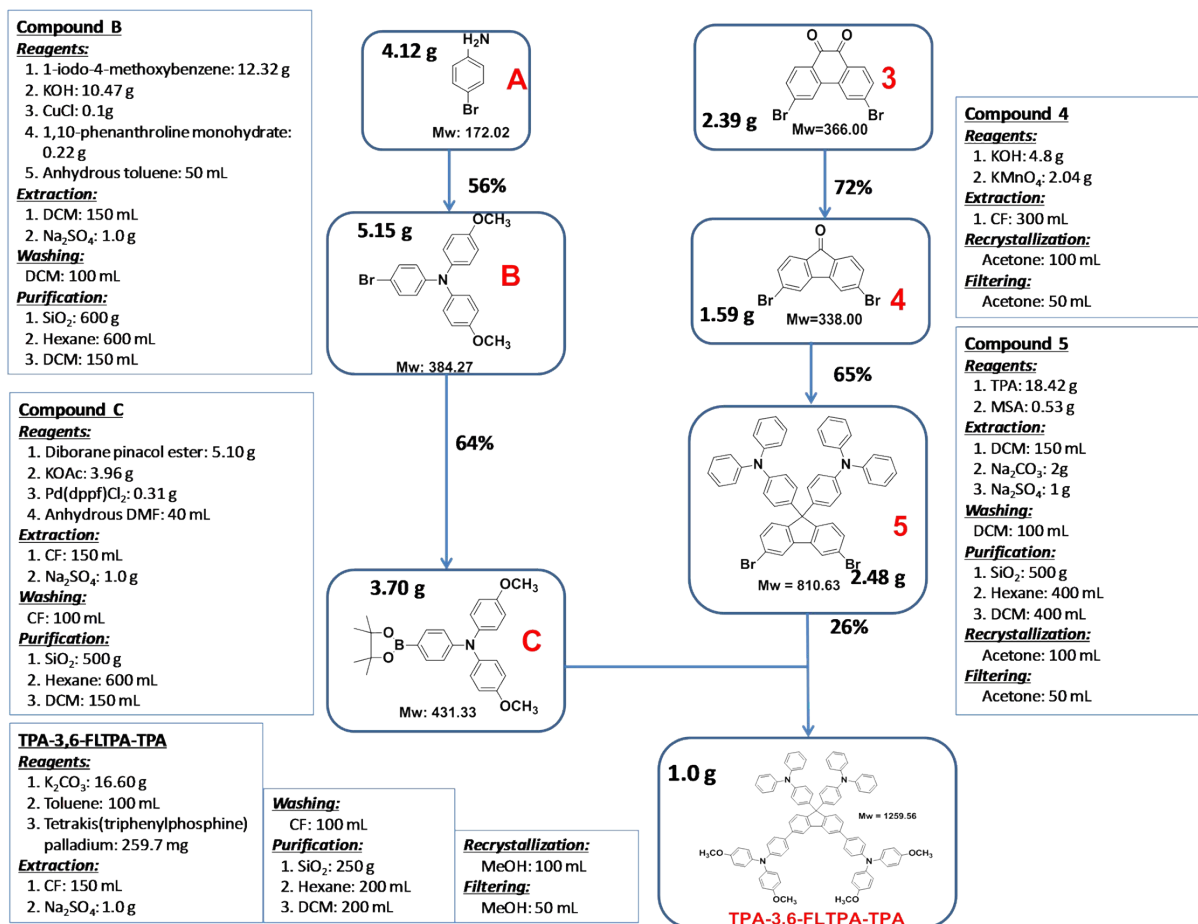 Compound B
Reagents:
1. 1-iodo-4-methoxybenzene: 12.32 g
2. KOH: 10.47 g
3. CuCl: 0.1g
4. 1,10-phenanthroline monohydrate:
0.22 g
5. Anhydrous toluene: 50 mL
Extraction:
1. DCM: 150 mL
2. Na₂SO₄: 1.0 g
Washing:
DCM: 100 mL
Purification:
1. SiO₂: 600 g
2. Hexane: 600 mL
3. DCM: 150 mL
Compound C
Reagents:
1. Diborane pinacol ester: 5.10 g
2. KOAc: 3.96 g
3. Pd(dppf)Cl₂: 0.31 g
4. Anhydrous DMF: 40 mL
Extraction:
1. CF: 150 mL
2. Na₂SO₄: 1.0 g
Washing:
CF: 100 mL
Purification:
1. SiO₂: 500 g
2. Hexane: 600 mL
3. DCM: 150 mL
TPA-3,6-FLTPA-TPA
Reagents:
1. K₂CO₃: 16.60 g
2. Toluene: 100 mL
3. Tetrakis(triphenylphosphine)
palladium: 259.7 mg
Extraction:
1. CF: 150 mL
2. Na₂SO₄: 1.0 g
Washing:
CF: 100 mL
Purification:
1. SiO₂: 250 g
2. Hexane: 200 mL
3. DCM: 200 mL
Recrystallization:
MeOH: 100 mL
Filtering:
MeOH: 50 mL
4.12 g
H₂N
A
Br
Mw: 172.02
56%
5.15 g
OCH₃
Br
N
B
OCH₃
Mw: 384.27
64%
3.70 g
OCH₃
O
B
N
O
C
OCH₃
Mw: 431.33
O O
3
Br Br
2.39 g
Mw=366.00
72%
O
Br Br
4
1.59 g
Mw=338.00
65%
N N
5
Br Br
Mw = 810.63
2.48 g
26%
1.0 g
N N
Mw = 1259.56
CH₃O
N N
OCH₃
OCH₃
H₃CO
TPA-3,6-FLTPA-TPA
Compound 4
Reagents:
1. KOH: 4.8 g
2. KMnO₄: 2.04 g
Extraction:
1. CF: 300 mL
Recrystallization:
Acetone: 100 mL
Filtering:
Acetone: 50 mL
Compound 5
Reagents:
1. TPA: 18.42 g
2. MSA: 0.53 g
Extraction:
1. DCM: 150 mL
2. Na₂CO₃: 2g
3. Na₂SO₄: 1 g
Washing:
DCM: 100 mL
Purification:
1. SiO₂: 500 g
2. Hexane: 400 mL
3. DCM: 400 mL
Recrystallization:
Acetone: 100 mL
Filtering:
Acetone: 50 mL